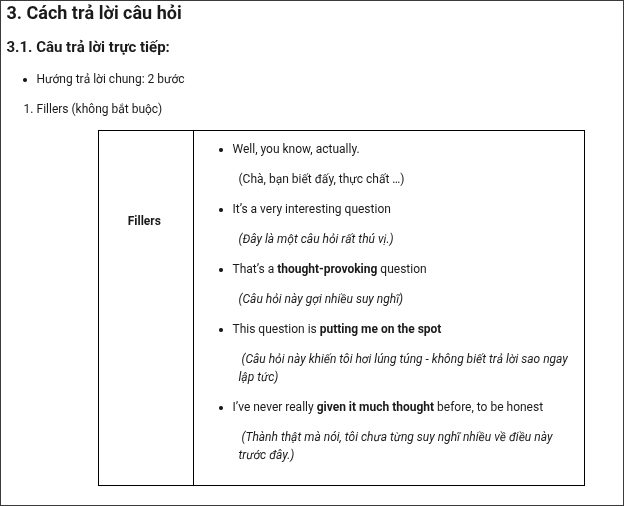 3. Cách trả lời câu hỏi
3.1. Câu trả lời trực tiếp:
• Hướng trả lời chung: 2 bước
1. Fillers (không bắt buộc)
Fillers
• Well, you know, actually.
(Chà, bạn biết đấy, thực chất ...)
• It's a very interesting question
(Đây là một câu hỏi rất thú vị.)
• That's a thought-provoking question
(Câu hỏi này gợi nhiều suy nghĩ)
• This question is putting me on the spot
(Câu hỏi này khiến tôi hơi lúng túng - không biết trả lời sao ngay
lập tức)
• I've never really given it much thought before, to be honest
(Thành thật mà nói, tôi chưa từng suy nghĩ nhiều về điều này
trước đây.)